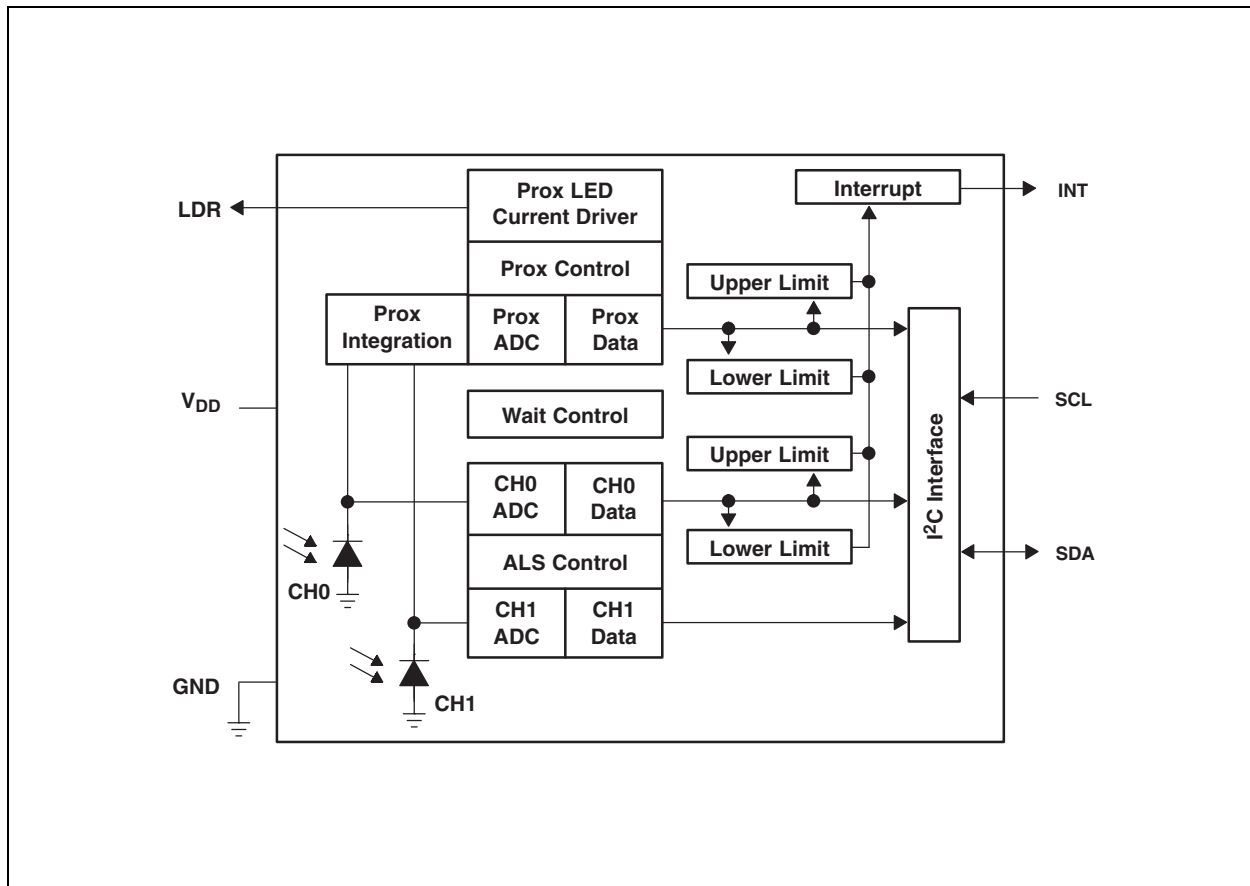 Prox LED
Current Driver
Interrupt
INT
LDR
Prox Control
Upper Limit
Prox
Integration
Prox
ADC
Prox
Data
Lower Limit
V_DD
Wait Control
SCL
Upper Limit
CH0
ADC
CH0
Data
I²C Interface
Lower Limit
SDA
ALS Control
CH0
CH1
ADC
CH1
Data
GND
CH1